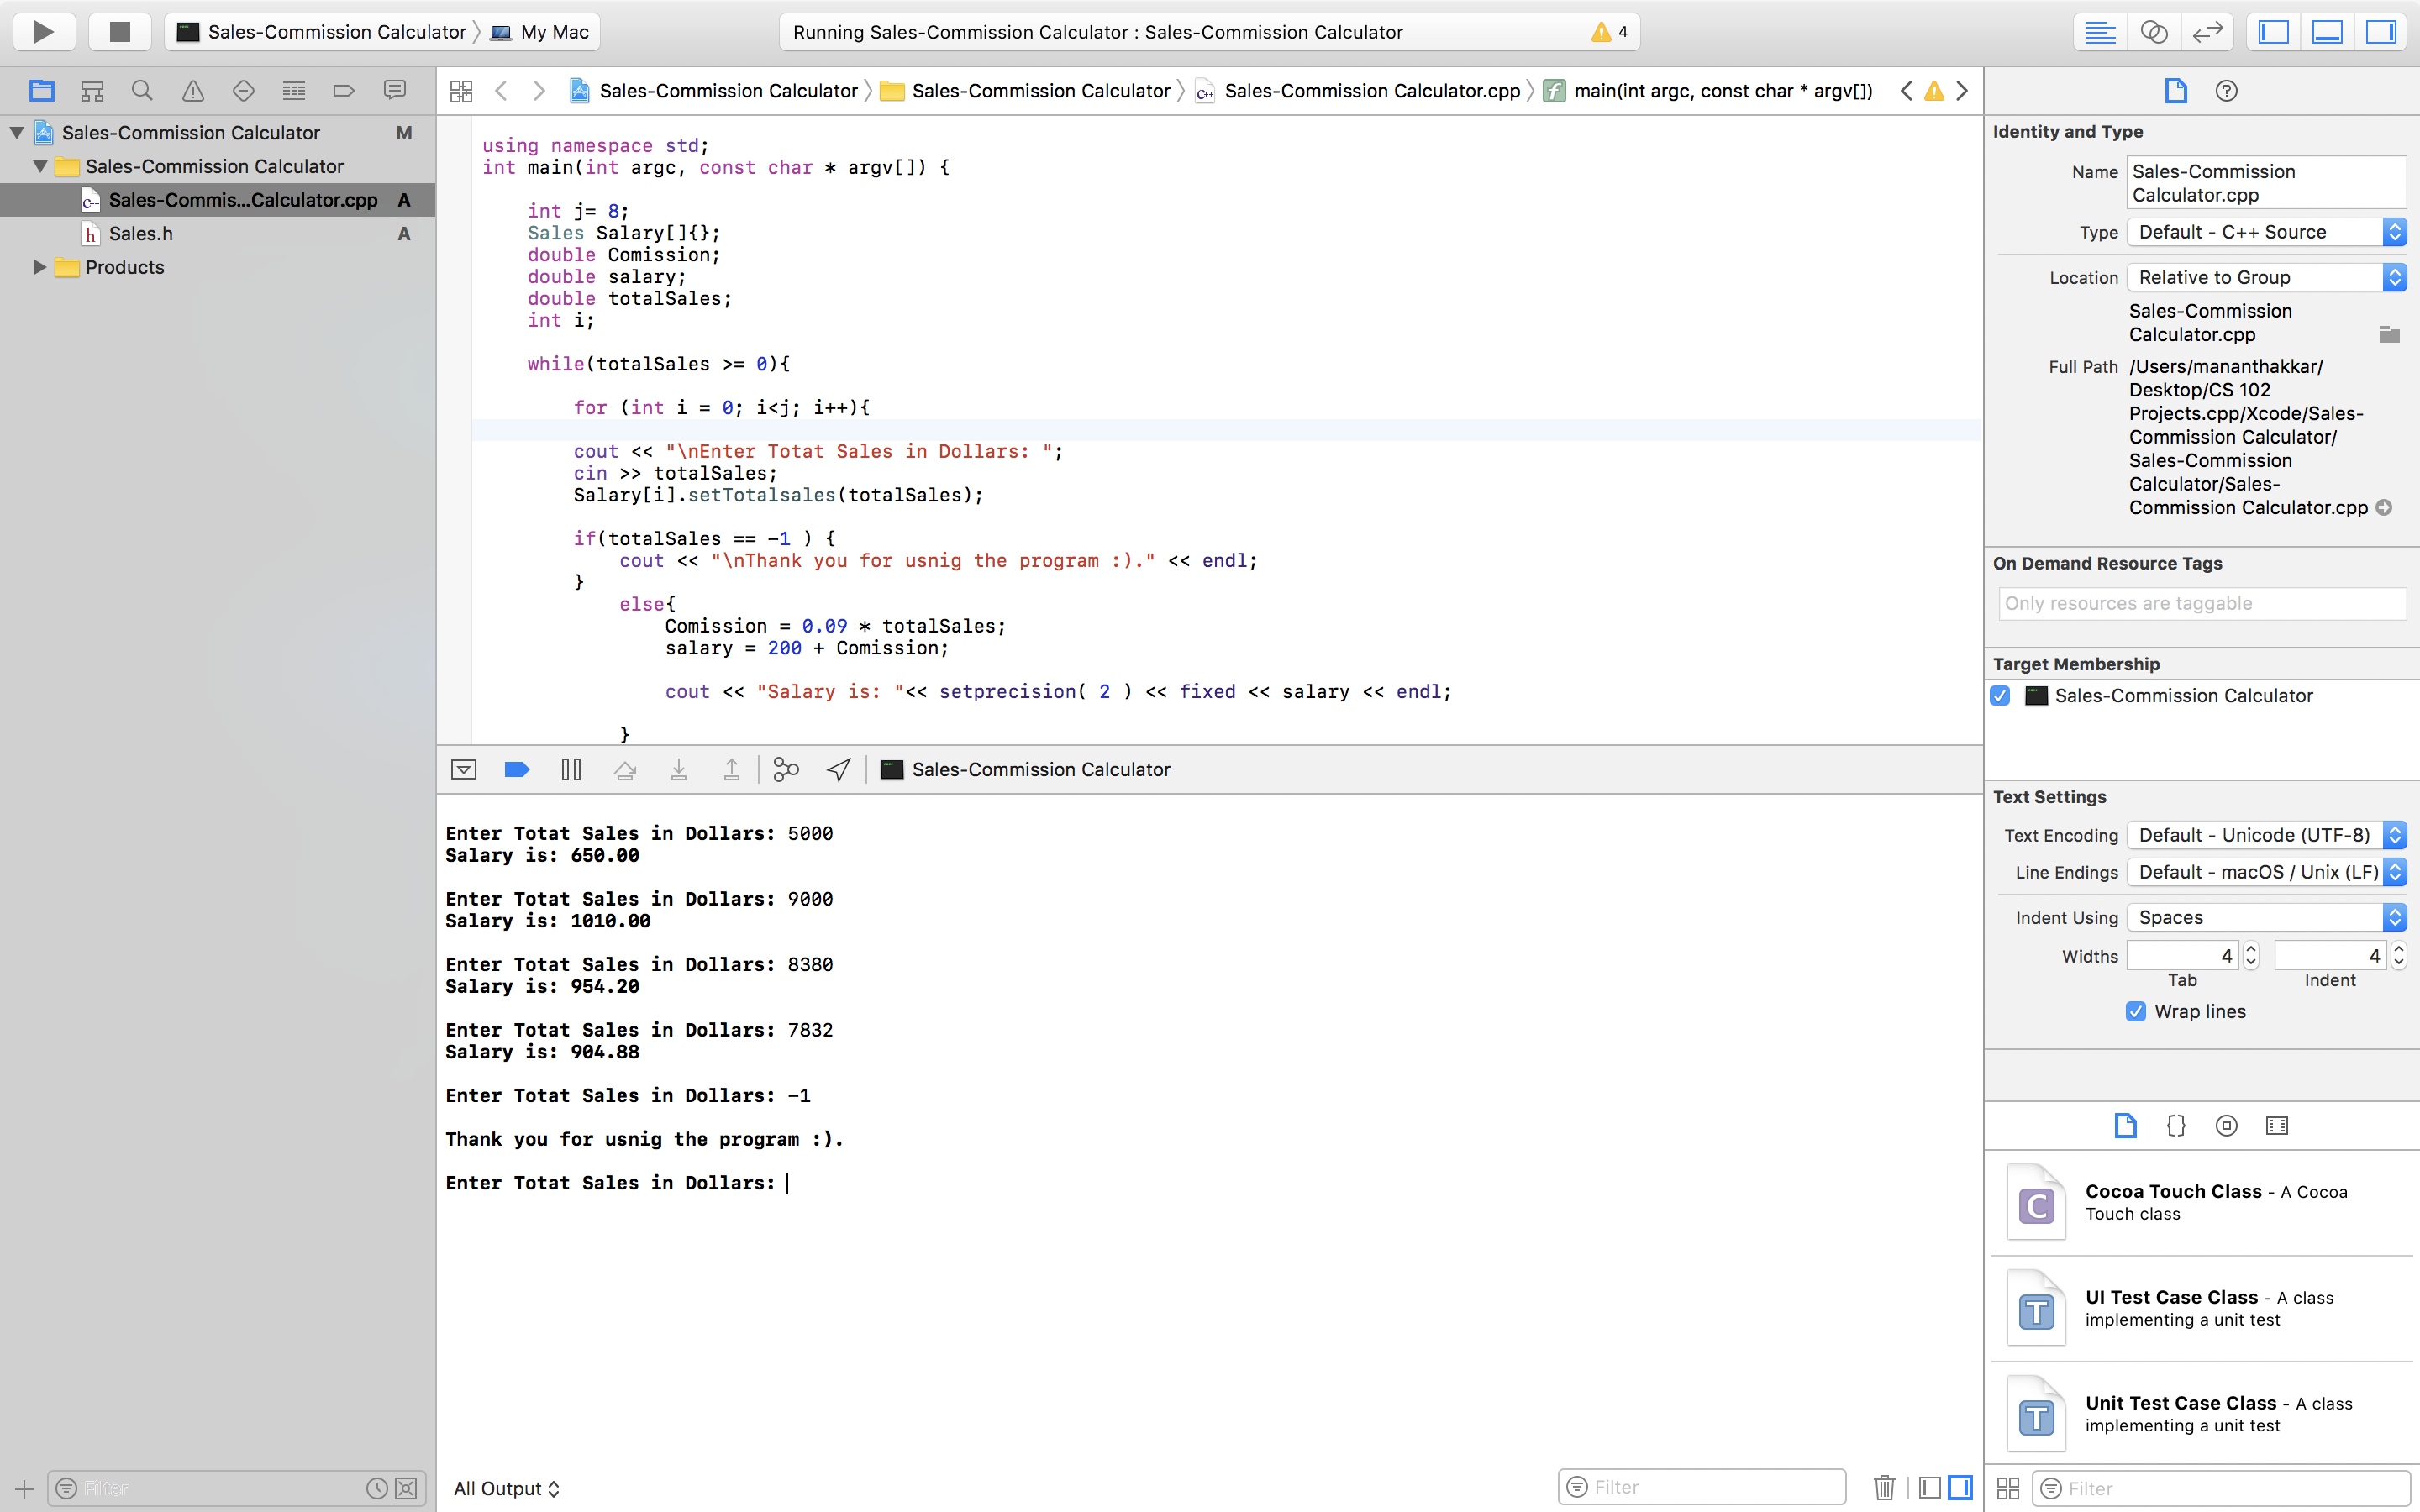 Sales-Commission Calculator
My Mac
Running Sales-Commission Calculator : Sales-Commission Calculator
4
Sales-Commission Calculator
M
Sales-Commission Calculator
Sales-Commis...Calculator.cpp
A
Sales.h
A
Products
Filter
Sales-Commission Calculator
Sales-Commission Calculator
Sales-Commission Calculator.cpp
main(int argc, const char * argv[])
using namespace std;
int main(int argc, const char * argv[]) {
int j= 8;
Sales Salary[]{};
double Comission;
double salary;
double totalSales;
int i;
while(totalSales >= 0){
for (int i = 0; i<j; i++){
cout << "\nEnter Totat Sales in Dollars: ";
cin >> totalSales;
Salary[i].setTotalsales(totalSales);
if(totalSales == -1 ) {
cout << "\nThank you for usnig the program :)." << endl;
}
else{
Comission = 0.09 * totalSales;
salary = 200 + Comission;
cout << "Salary is: "<< setprecision( 2 ) << fixed << salary << endl;
}
Sales-Commission Calculator
Enter Totat Sales in Dollars: 5000
Salary is: 650.00
Enter Totat Sales in Dollars: 9000
Salary is: 1010.00
Enter Totat Sales in Dollars: 8380
Salary is: 954.20
Enter Totat Sales in Dollars: 7832
Salary is: 904.88
Enter Totat Sales in Dollars: -1
Thank you for usnig the program :).
Enter Totat Sales in Dollars:
All Output
Filter
Identity and Type
Name
Sales-Commission
Calculator.cpp
Type
Default - C++ Source
Location
Relative to Group
Sales-Commission
Calculator.cpp
Full Path
/Users/mananthakkar/
Desktop/CS 102
Projects.cpp/Xcode/Sales-
Commission Calculator/
Sales-Commission
Calculator/Sales-
Commission Calculator.cpp
On Demand Resource Tags
Only resources are taggable
Target Membership
Sales-Commission Calculator
Text Settings
Text Encoding
Default - Unicode (UTF-8)
Line Endings
Default - macOS / Unix (LF)
Indent Using
Spaces
Widths
4
4
Tab
Indent
Wrap lines
Cocoa Touch Class - A Cocoa
Touch class
UI Test Case Class - A class
implementing a unit test
Unit Test Case Class - A class
implementing a unit test
Filter